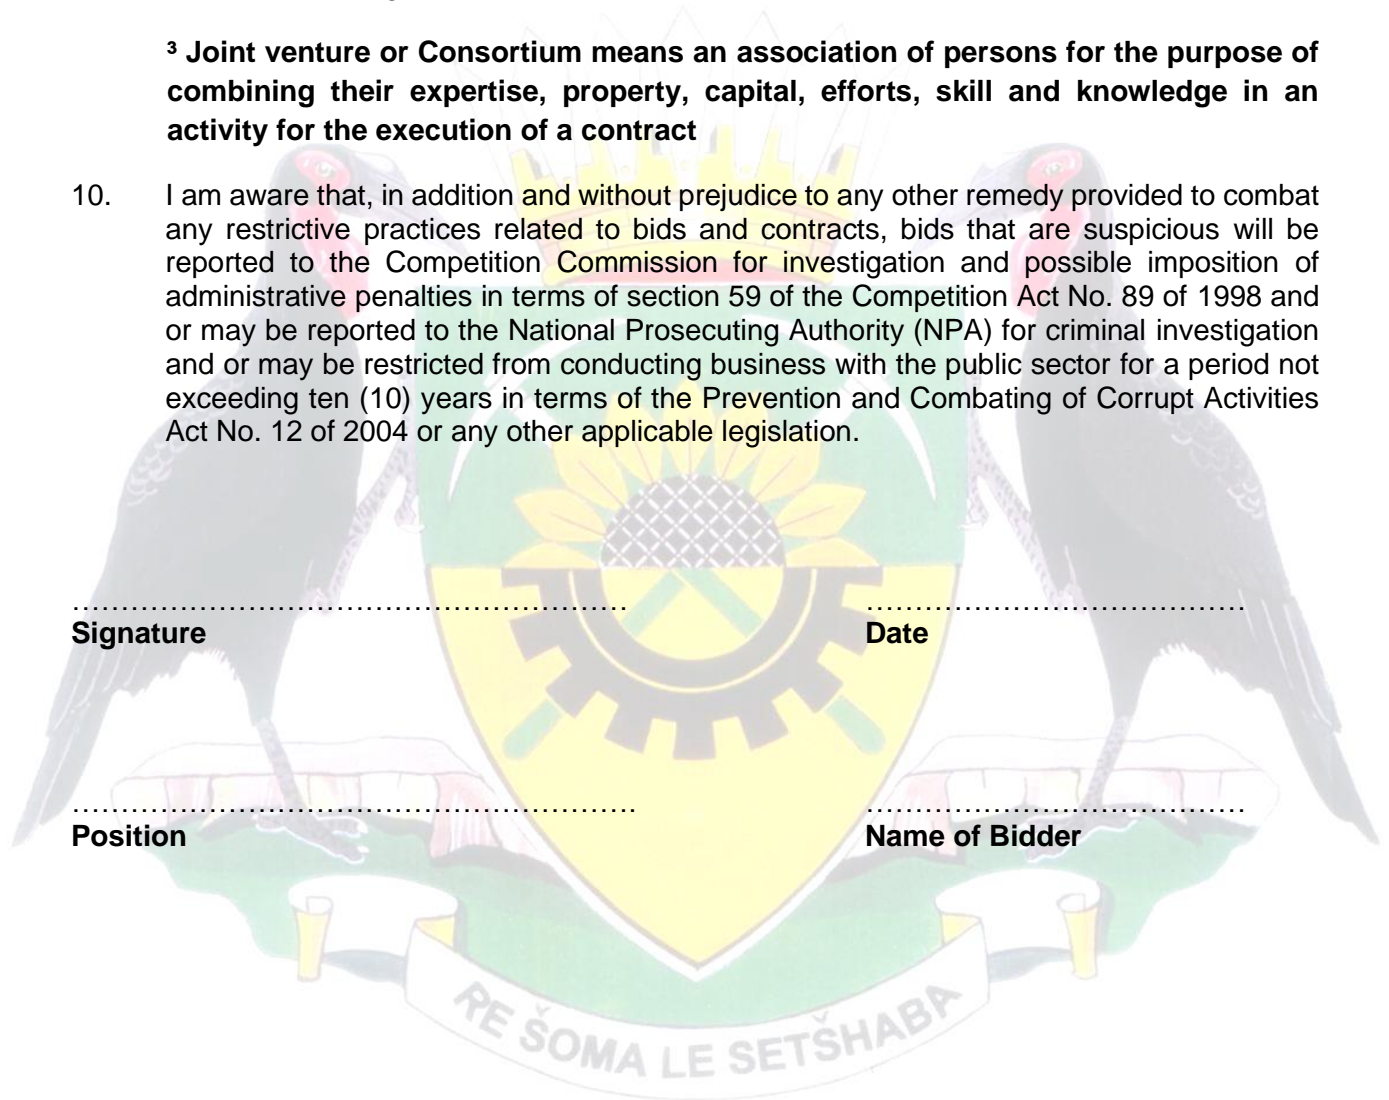 ³ Joint venture or Consortium means an association of persons for the purpose of
combining their expertise, property, capital, efforts, skill and knowledge in an
activity for the execution of a contract
10. I am aware that, in addition and without prejudice to any other remedy provided to combat
any restrictive practices related to bids and contracts, bids that are suspicious will be
reported to the Competition Commission for investigation and possible imposition of
administrative penalties in terms of section 59 of the Competition Act No. 89 of 1998 and
or may be reported to the National Prosecuting Authority (NPA) for criminal investigation
and or may be restricted from conducting business with the public sector for a period not
exceeding ten (10) years in terms of the Prevention and Combating of Corrupt Activities
Act No. 12 of 2004 or any other applicable legislation.
………………………………………………… …………………………………
Signature Date
…………………………………………………. …………………………………
Position Name of Bidder
RE ŠOMA LE SETŠHABA